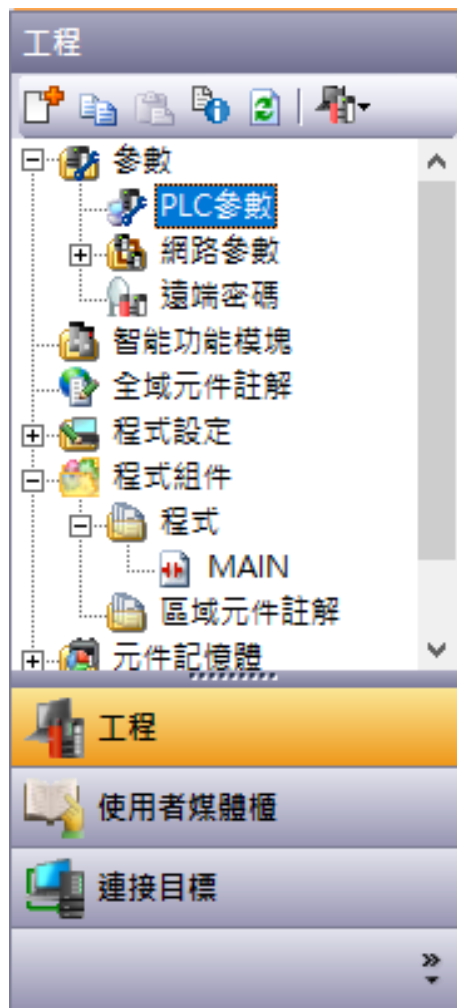 工程
參數
PLC參數
網路參數
遠端密碼
智能功能模塊
全域元件註解
程式設定
程式組件
程式
MAIN
區域元件註解
元件記憶體
工程
使用者媒體櫃
連接目標